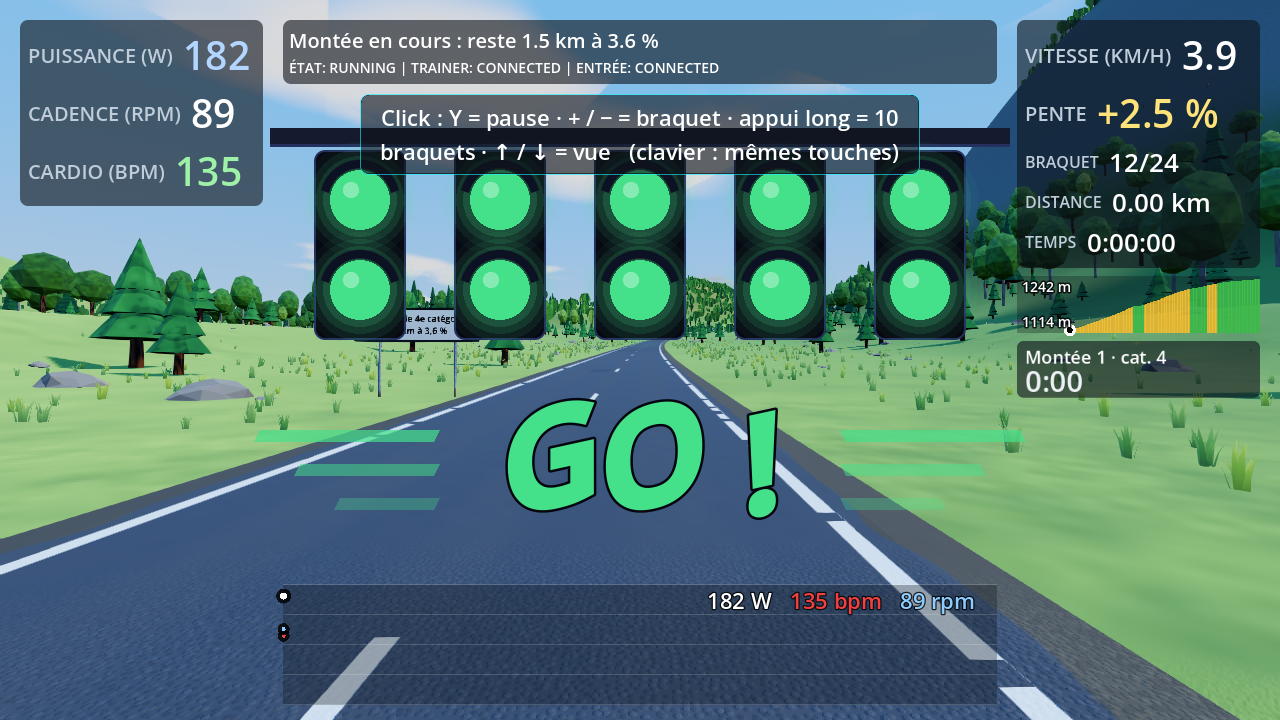 PUISSANCE (W) 182
CADENCE (RPM) 89
CARDIO (BPM) 135
Montée en cours : reste 1.5 km à 3.6 %
ÉTAT: RUNNING | TRAINER: CONNECTED | ENTRÉE: CONNECTED
Click : Y = pause · + / − = braquet · appui long = 10
braquets · ↑ / ↓ = vue (clavier : mêmes touches)
VITESSE (KM/H) 3.9
PENTE +2.5 %
BRAQUET 12/24
DISTANCE 0.00 km
TEMPS 0:00:00
1242 m
1114 m
Montée 1 · cat. 4
0:00
4e
à 3,6 %
GO !
182 W 135 bpm 89 rpm